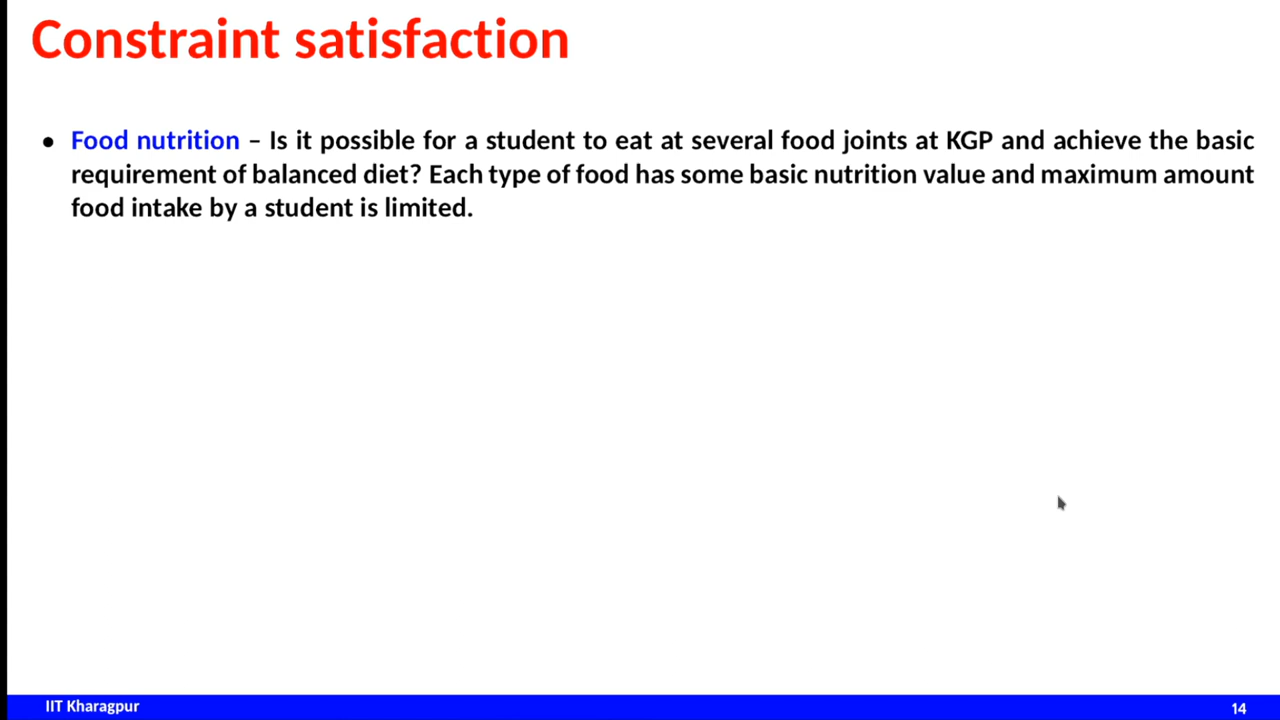 Constraint satisfaction
• Food nutrition – Is it possible for a student to eat at several food joints at KGP and achieve the basic
requirement of balanced diet? Each type of food has some basic nutrition value and maximum amount
food intake by a student is limited.
IIT Kharagpur
14